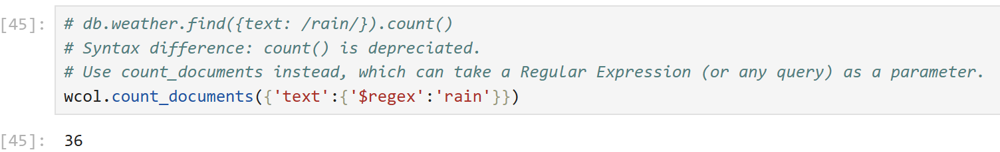 [45]: # db.weather.find({text: /rain/}).count()
# Syntax difference: count() is depreciated.
# Use count_documents instead, which can take a Regular Expression (or any query) as a parameter.
wcol.count_documents({'text':{'$regex':'rain'}})
[45]: 36